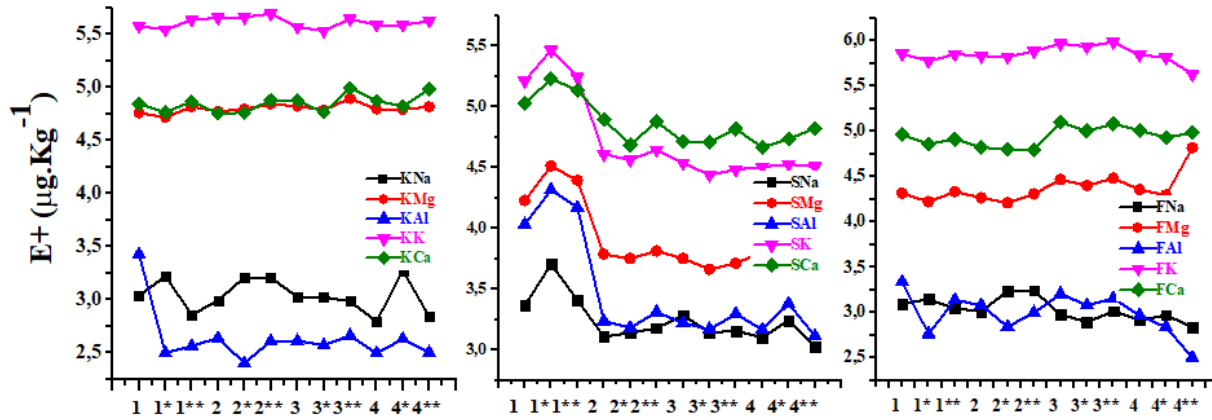 E+ (µg.Kg-1)
5,5
5,0
4,5
4,0
3,5
3,0
2,5
KNa
KMg
KAl
KK
KCa
1 1* 1** 2 2* 2** 3 3* 3** 4 4* 4**
5,5
5,0
4,5
4,0
3,5
3,0
SNa
SMg
SAl
SK
SCa
1 1* 1** 2 2* 2** 3 3* 3** 4 4* 4**
6,0
5,5
5,0
4,5
4,0
3,5
3,0
2,5
FNa
FMg
FAl
FK
FCa
1 1* 1** 2 2* 2** 3 3* 3** 4 4* 4**